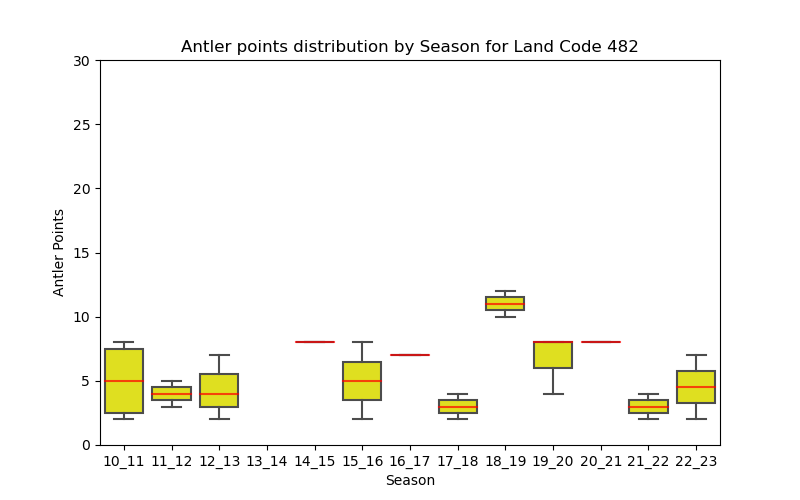 Antler points distribution by Season for Land Code 482
Antler Points
30
25
20
15
10
5
0
10_11 11_12 12_13 13_14 14_15 15_16 16_17 17_18 18_19 19_20 20_21 21_22 22_23
Season